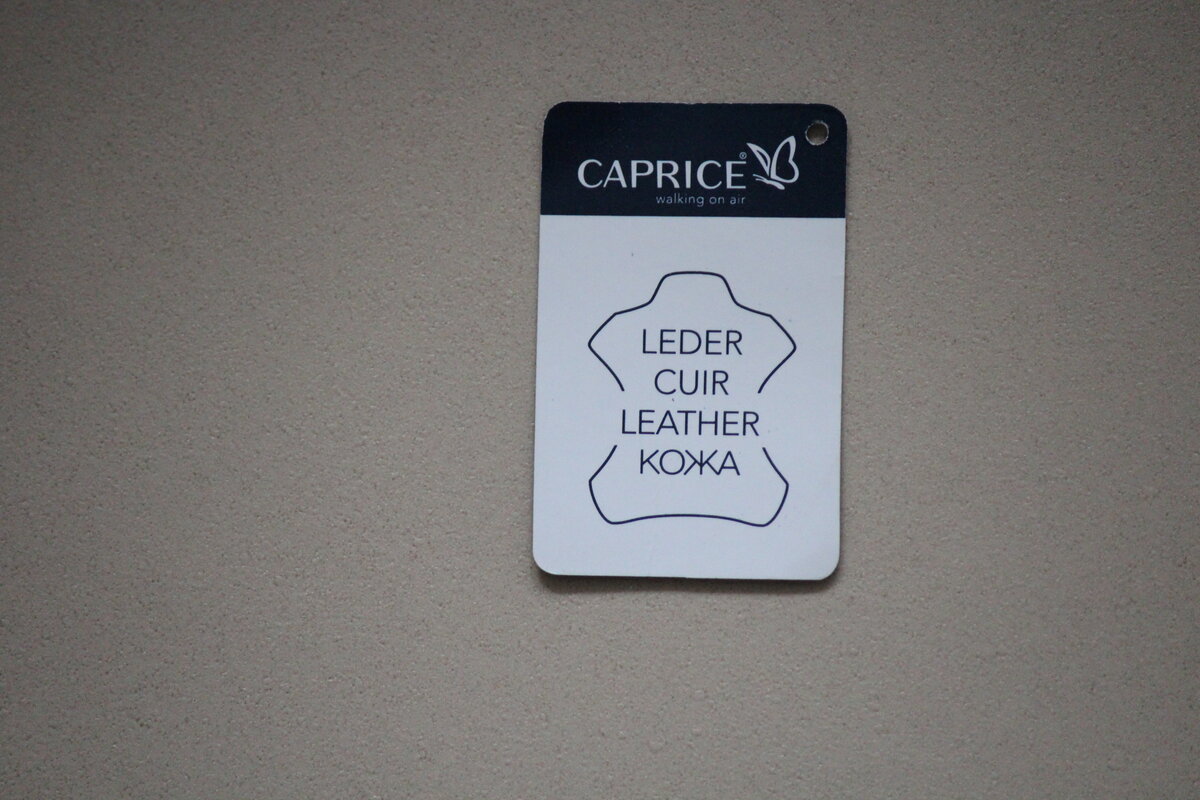 CAPRICE®
walking on air
LEDER
CUIR
LEATHER
КОЖА